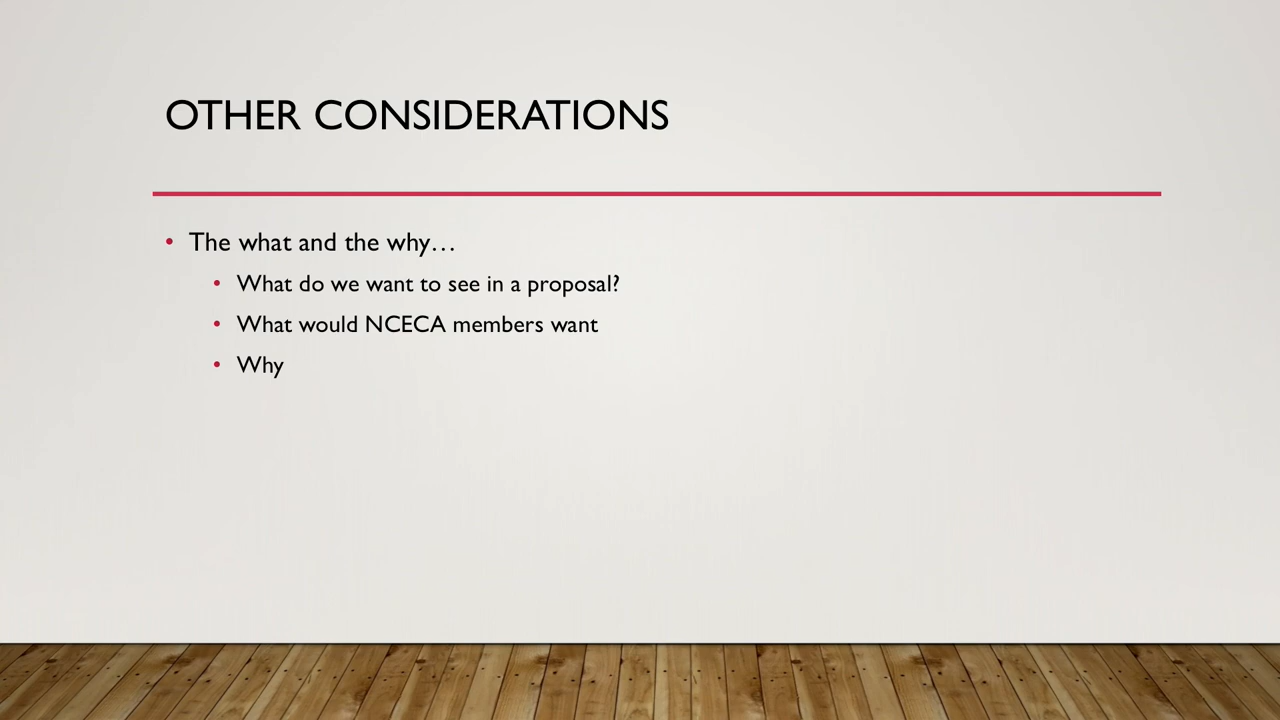 OTHER CONSIDERATIONS
• The what and the why…
• What do we want to see in a proposal?
• What would NCECA members want
• Why